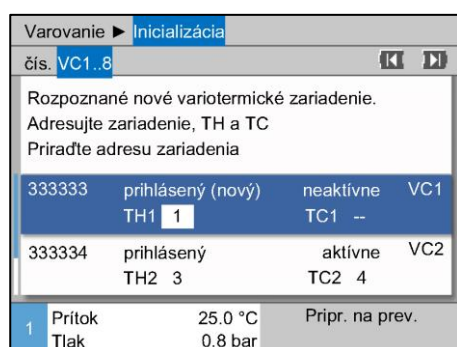 Varovanie ► Inicializácia
čís. VC1..8
Rozpoznané nové variotermické zariadenie.
Adresujte zariadenie, TH a TC
Priraďte adresu zariadenia
333333 prihlásený (nový) neaktívne VC1
TH1 1 TC1 --
333334 prihlásený aktívne VC2
TH2 3 TC2 4
1 Prítok 25.0 °C Pripr. na prev.
Tlak 0.8 bar